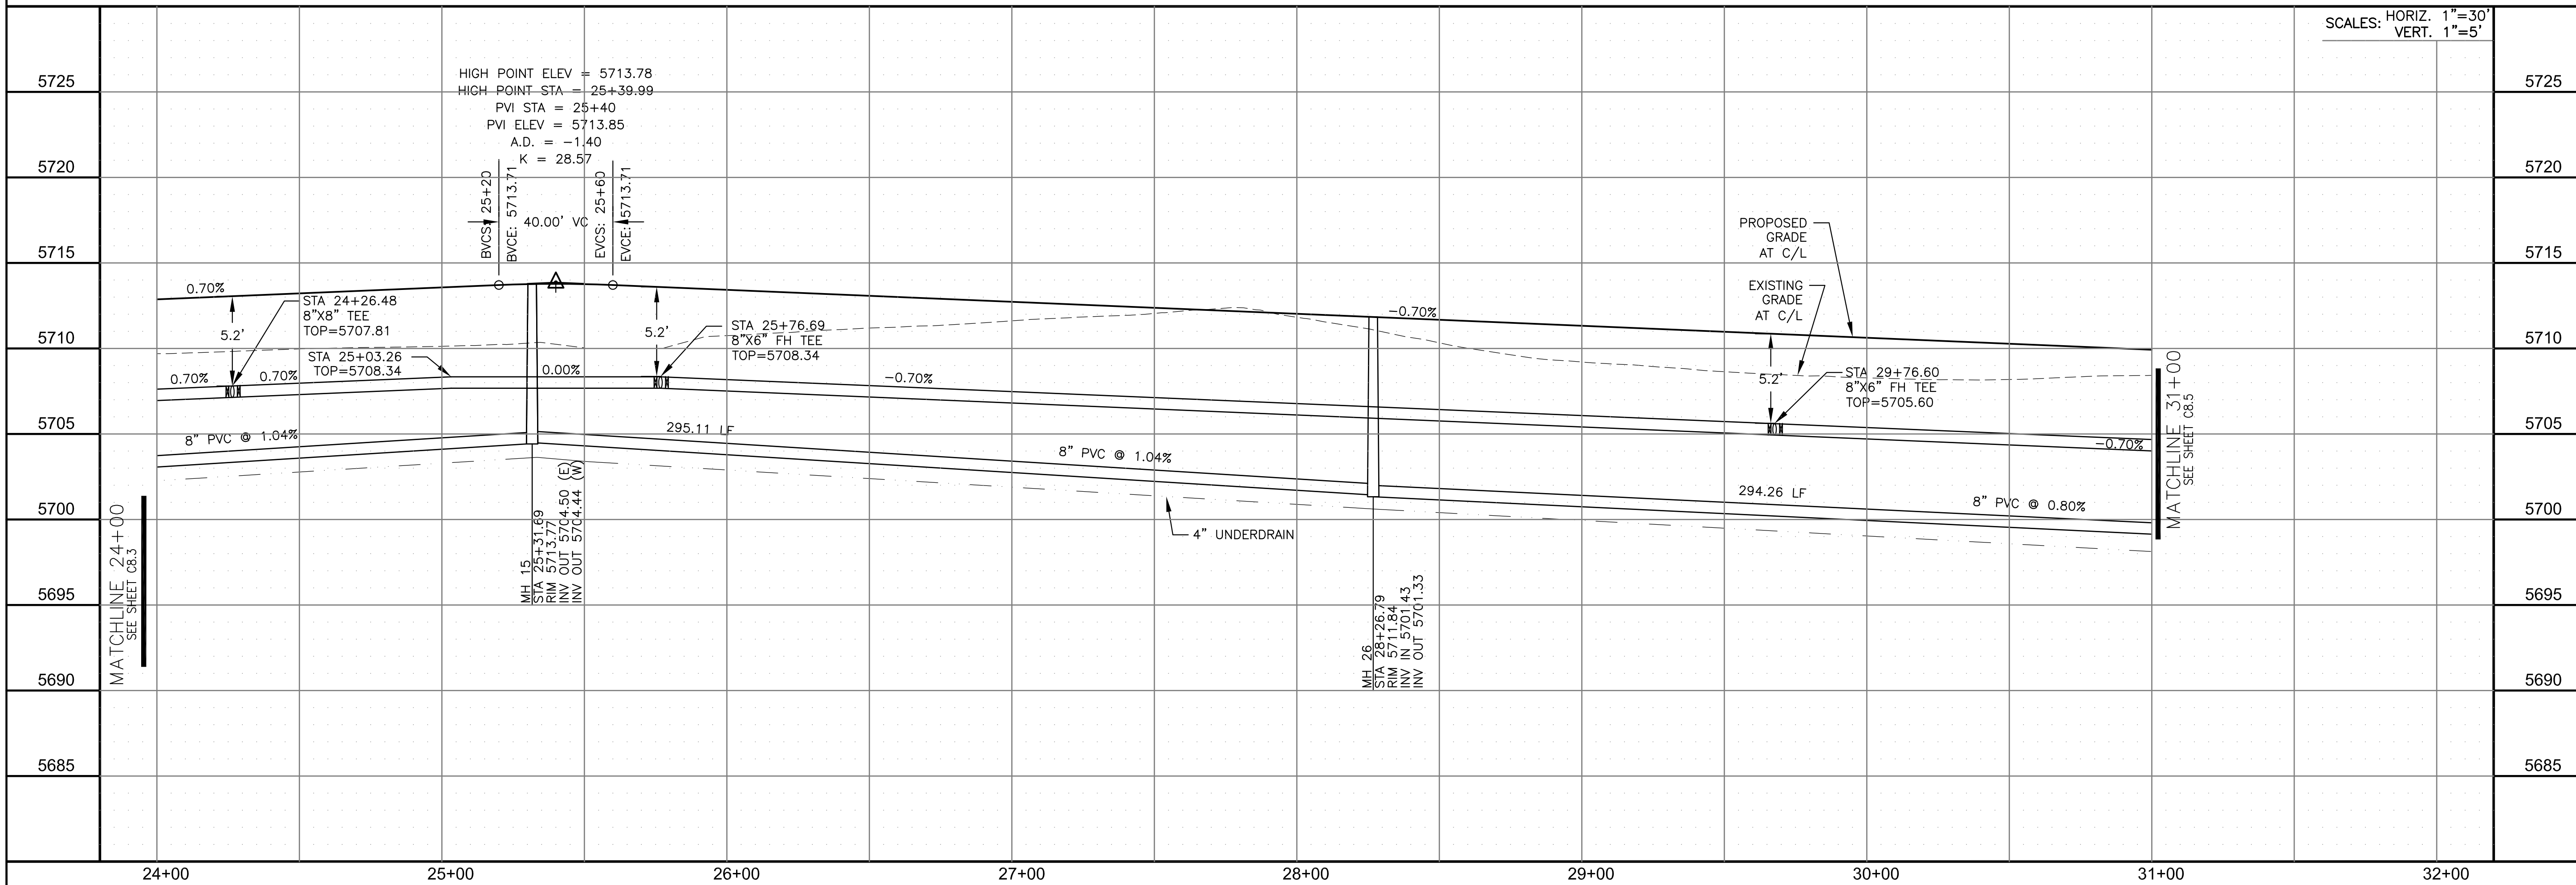 SCALES: HORIZ. 1"=30'
VERT. 1"=5'
5725
5725
5720
5720
5715
5715
5710
5710
5705
5705
5700
5700
5695
5695
5690
5690
5685
5685
HIGH POINT ELEV = 5713.78
HIGH POINT STA = 25+39.99
PVI STA = 25+40
PVI ELEV = 5713.85
A.D. = -1.40
K = 28.57
BVCS: 25+20
BVCE: 5713.71
40.00' VC
EVCS: 25+60
EVCE: 5713.71
0.70%
5.2'
STA 24+26.48
8"X8" TEE
TOP=5707.81
STA 25+03.26
TOP=5708.34
0.70%
0.70%
0.00%
5.2'
STA 25+76.69
8"X6" FH TEE
TOP=5708.34
-0.70%
-0.70%
PROPOSED
GRADE
AT C/L
EXISTING
GRADE
AT C/L
5.2'
STA 29+76.60
8"X6" FH TEE
TOP=5705.60
-0.70%
8" PVC @ 1.04%
295.11 LF
8" PVC @ 1.04%
294.26 LF
8" PVC @ 0.80%
4" UNDERDRAIN
MATCHLINE 24+00
SEE SHEET C8.3
MH 15
STA 25+31.69
RIM 5713.77
INV OUT 5704.50 (E)
INV OUT 5704.44 (W)
MH 26
STA 28+26.79
RIM 5711.84
INV IN 5701.43
INV OUT 5701.33
MATCHLINE 31+00
SEE SHEET C8.5
24+00
25+00
26+00
27+00
28+00
29+00
30+00
31+00
32+00